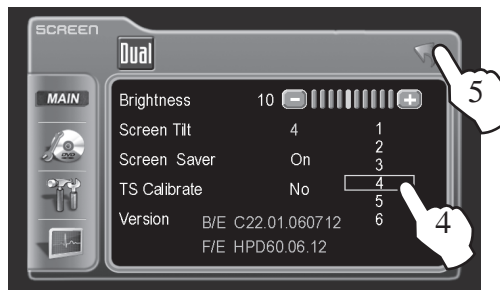 SCREEN
Dual
5
MAIN
Brightness 10 - +
Screen Tilt 4 1
2
Screen Saver On 3
TS Calibrate No 4
5
Version B/E C22.01.060712 6
4
F/E HPD60.06.12
DVD